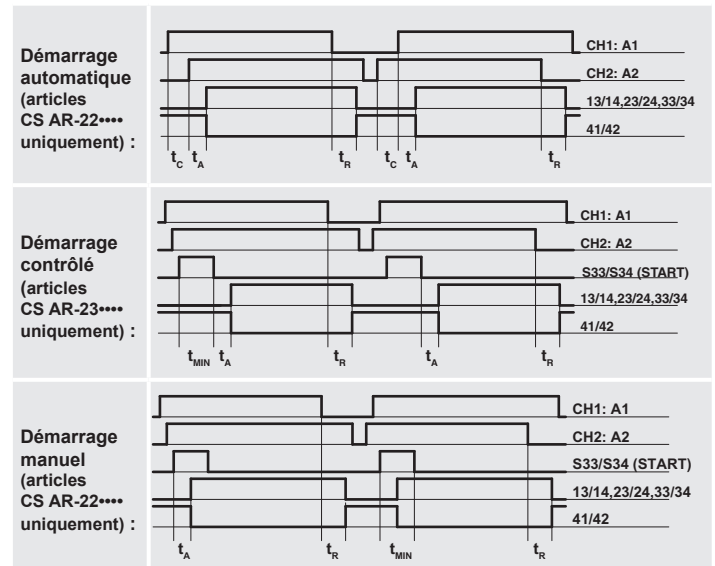 Démarrage
automatique
(articles
CS AR-22••••
uniquement) :
CH1: A1
CH2: A2
13/14,23/24,33/34
41/42
tC tA tR tC tA tR
Démarrage
contrôlé
(articles
CS AR-23••••
uniquement) :
CH1: A1
CH2: A2
S33/S34 (START)
13/14,23/24,33/34
41/42
tMIN tA tR tA tR
Démarrage
manuel
(articles
CS AR-22••••
uniquement) :
CH1: A1
CH2: A2
S33/S34 (START)
13/14,23/24,33/34
41/42
tA tR tMIN tR